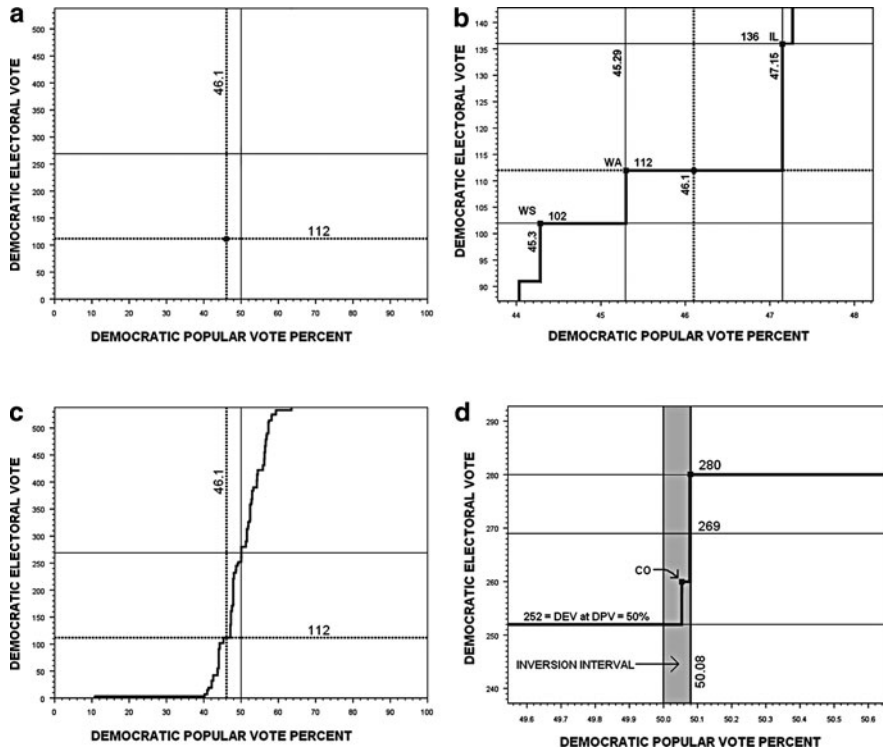 a
DEMOCRATIC ELECTORAL VOTE
500
450
400
350
300
250
200
150
100
50
0
46.1
112
0 10 20 30 40 50 60 70 80 90 100
DEMOCRATIC POPULAR VOTE PERCENT
b
DEMOCRATIC ELECTORAL VOTE
140
135
130
125
120
115
110
105
100
95
90
136 IL
45.29
47.15
WA 112
46.1
WS 102
45.3
44 45 46 47 48
DEMOCRATIC POPULAR VOTE PERCENT
c
DEMOCRATIC ELECTORAL VOTE
500
450
400
350
300
250
200
150
100
50
0
46.1
112
0 10 20 30 40 50 60 70 80 90 100
DEMOCRATIC POPULAR VOTE PERCENT
d
DEMOCRATIC ELECTORAL VOTE
290
280
270
260
250
240
280
269
CO
252 = DEV at DPV = 50%
INVERSION INTERVAL
50.08
49.6 49.7 49.8 49.9 50.0 50.1 50.2 50.3 50.4 50.5 50.6
DEMOCRATIC POPULAR VOTE PERCENT